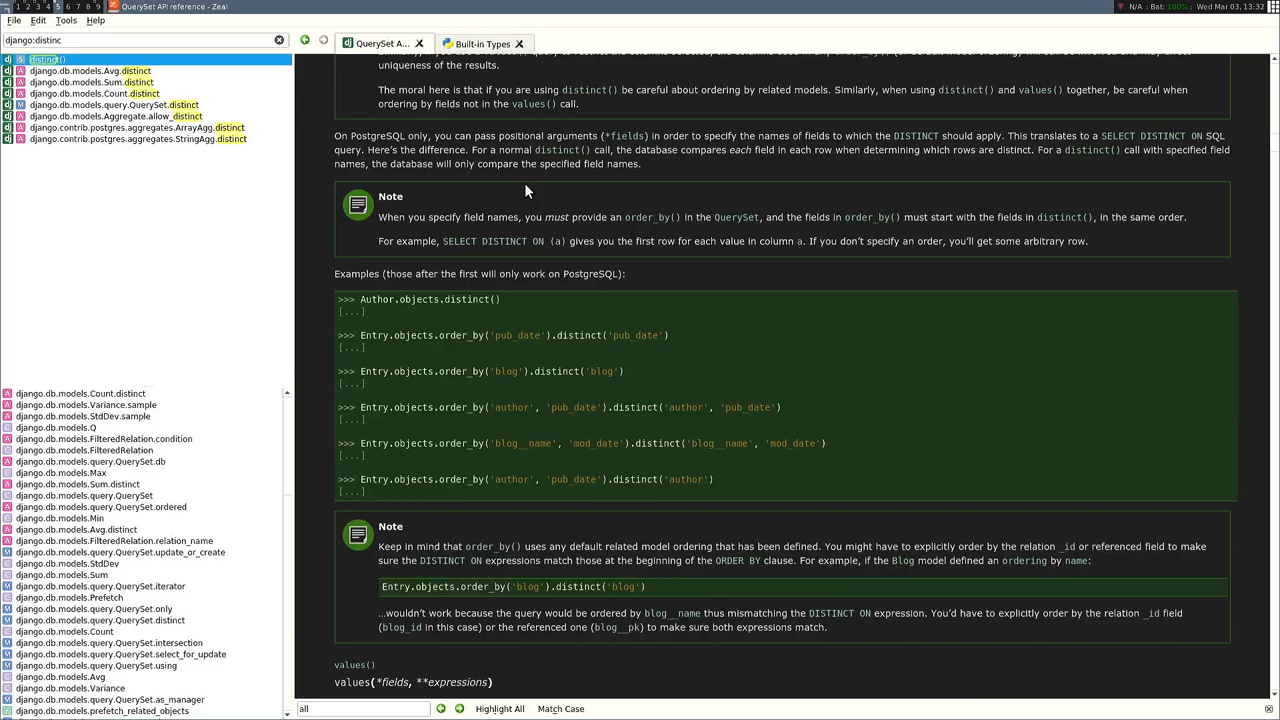 1 2 3 4 5 6 7 8 9 QuerySet API reference - Zeal
N/A : Bat: 100% : Wed Mar 03, 13:32
File Edit Tools Help
django:distinc
QuerySet A...
Built-in Types
distinct()
django.db.models.Avg.distinct
django.db.models.Sum.distinct
django.db.models.Count.distinct
django.db.models.query.QuerySet.distinct
django.db.models.Aggregate.allow_distinct
django.contrib.postgres.aggregates.ArrayAgg.distinct
django.contrib.postgres.aggregates.StringAgg.distinct
django.db.models.Count.distinct
django.db.models.Variance.sample
django.db.models.StdDev.sample
django.db.models.Q
django.db.models.FilteredRelation.condition
django.db.models.FilteredRelation
django.db.models.query.QuerySet.db
django.db.models.Max
django.db.models.Sum.distinct
django.db.models.query.QuerySet
django.db.models.query.QuerySet.ordered
django.db.models.Min
django.db.models.Avg.distinct
django.db.models.FilteredRelation.relation_name
django.db.models.query.QuerySet.update_or_create
django.db.models.StdDev
django.db.models.Sum
django.db.models.query.QuerySet.iterator
django.db.models.Prefetch
django.db.models.query.QuerySet.only
django.db.models.query.QuerySet.distinct
django.db.models.Count
django.db.models.query.QuerySet.intersection
django.db.models.query.QuerySet.select_for_update
django.db.models.query.QuerySet.using
django.db.models.Avg
django.db.models.Variance
django.db.models.query.QuerySet.as_manager
django.db.models.prefetch_related_objects
uniqueness of the results.
The moral here is that if you are using distinct() be careful about ordering by related models. Similarly, when using distinct() and values() together, be careful when
ordering by fields not in the values() call.
On PostgreSQL only, you can pass positional arguments (*fields) in order to specify the names of fields to which the DISTINCT should apply. This translates to a SELECT DISTINCT ON SQL
query. Here's the difference. For a normal distinct() call, the database compares each field in each row when determining which rows are distinct. For a distinct() call with specified field
names, the database will only compare the specified field names.
Note
When you specify field names, you must provide an order_by() in the QuerySet, and the fields in order_by() must start with the fields in distinct(), in the same order.
For example, SELECT DISTINCT ON (a) gives you the first row for each value in column a. If you don't specify an order, you'll get some arbitrary row.
Examples (those after the first will only work on PostgreSQL):
>>> Author.objects.distinct()
[...]
>>> Entry.objects.order_by('pub_date').distinct('pub_date')
[...]
>>> Entry.objects.order_by('blog').distinct('blog')
[...]
>>> Entry.objects.order_by('author', 'pub_date').distinct('author', 'pub_date')
[...]
>>> Entry.objects.order_by('blog__name', 'mod_date').distinct('blog__name', 'mod_date')
[...]
>>> Entry.objects.order_by('author', 'pub_date').distinct('author')
[...]
Note
Keep in mind that order_by() uses any default related model ordering that has been defined. You might have to explicitly order by the relation _id or referenced field to make
sure the DISTINCT ON expressions match those at the beginning of the ORDER BY clause. For example, if the Blog model defined an ordering by name:
Entry.objects.order_by('blog').distinct('blog')
…wouldn't work because the query would be ordered by blog__name thus mismatching the DISTINCT ON expression. You'd have to explicitly order by the relation _id field
(blog_id in this case) or the referenced one (blog__pk) to make sure both expressions match.
values()
values(*fields, **expressions)
all
Highlight All
Match Case